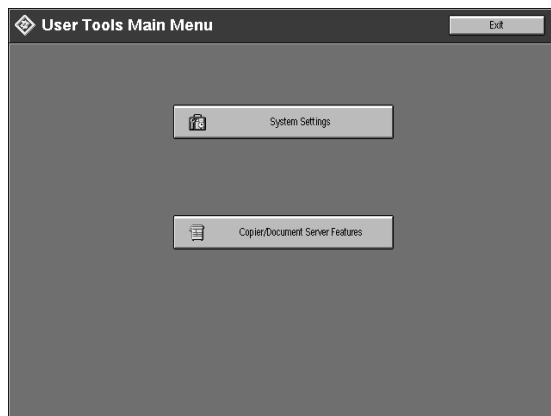 User Tools Main Menu
Exit
System Settings
Copier/Document Server Features